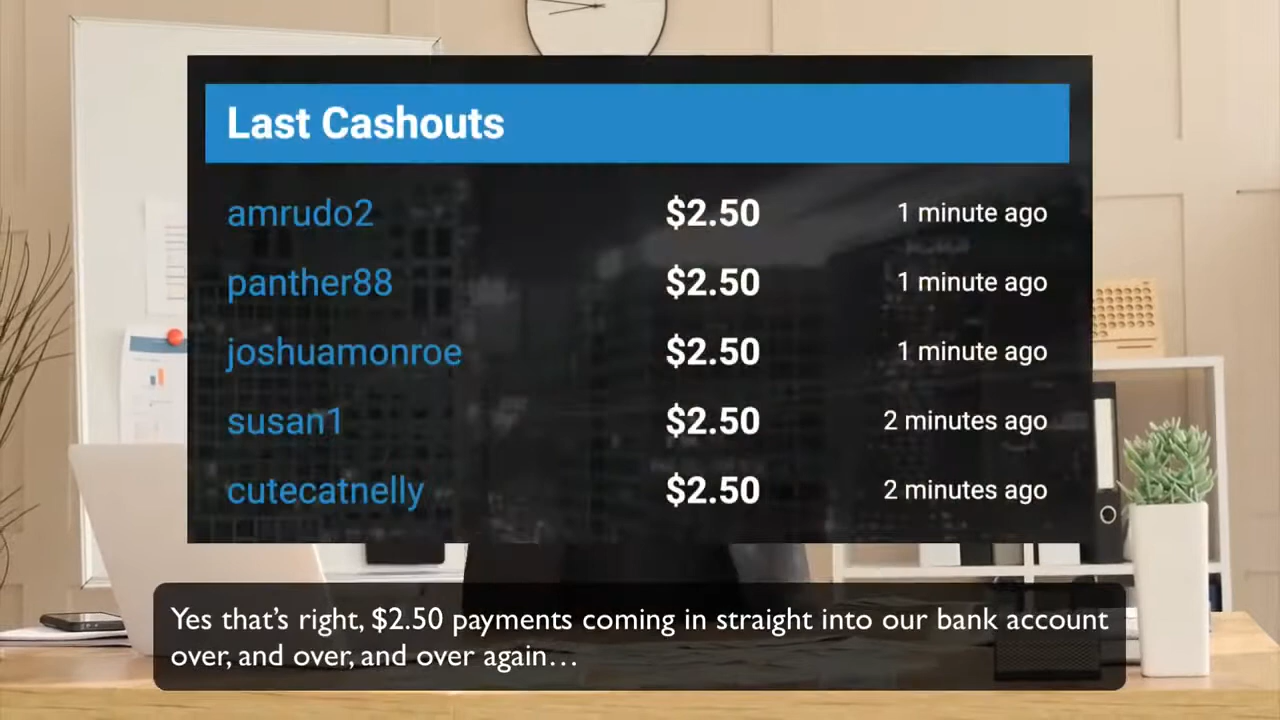 Last Cashouts
amrudo2 $2.50 1 minute ago
panther88 $2.50 1 minute ago
joshuamonroe $2.50 1 minute ago
susan1 $2.50 2 minutes ago
cutecatnelly $2.50 2 minutes ago
Yes that’s right, $2.50 payments coming in straight into our bank account
over, and over, and over again…